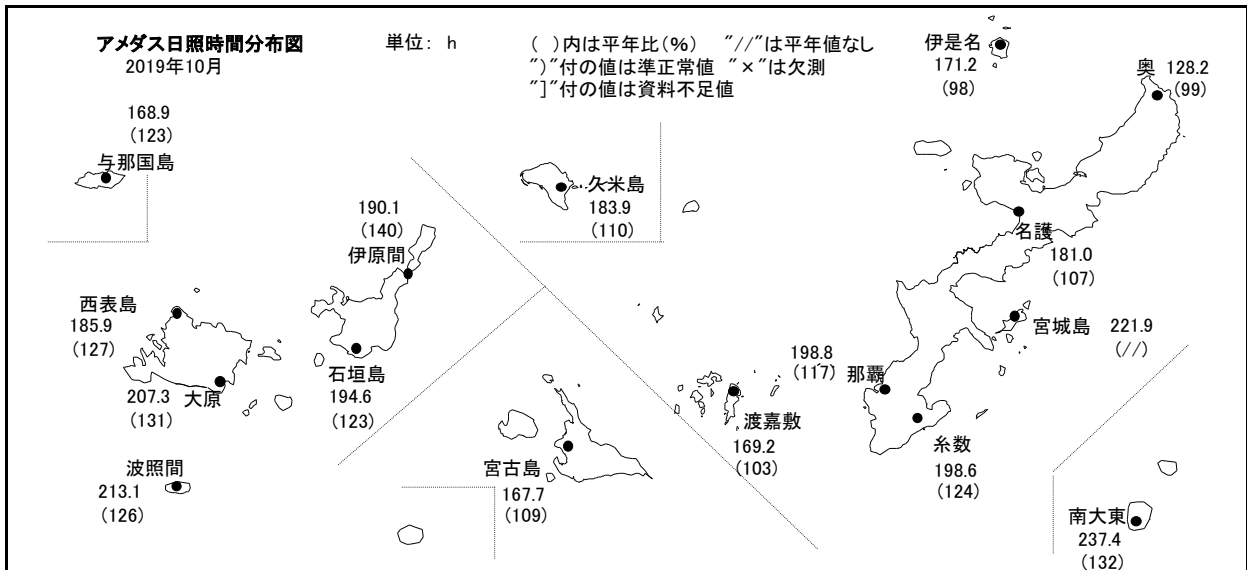 アメダス日照時間分布図
2019年10月
単位: h
( )内は平年比(%) "//"は平年値なし
")"付の値は準正常値 "×"は欠測
"]"付の値は資料不足値
伊是名
171.2
(98)
奥 128.2
(99)
168.9
(123)
与那国島
久米島
183.9
(110)
名護
181.0
(107)
190.1
(140)
伊原間
西表島
185.9
(127)
宮城島 221.9
(//)
石垣島
194.6
(123)
大原
207.3
(131)
198.8
(117)
那覇
渡嘉敷
169.2
(103)
糸数
198.6
(124)
波照間
213.1
(126)
宮古島
167.7
(109)
南大東
237.4
(132)